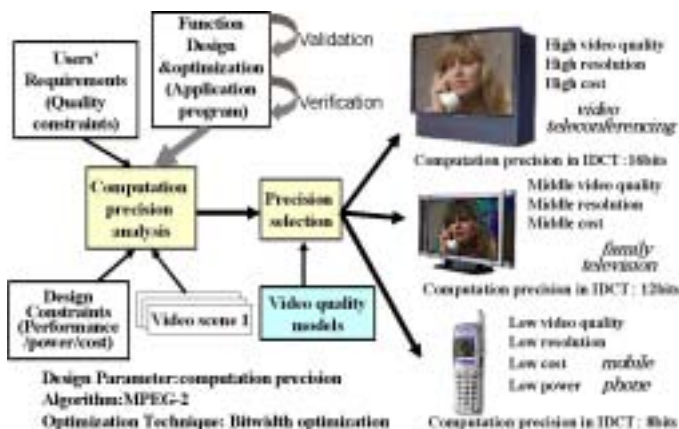 Users'
Requirements
(Quality
constraints)
Function
Design
&optimization
(Application
program)
Validation
Verification
Computation
precision
analysis
Precision
selection
Design
Constraints
(Performance
/power/cost)
Video scene 1
Video quality
models
High video quality
High resolution
High cost
video
teleconferencing
Computation precision in IDCT :16bits
Middle video quality
Middle resolution
Middle cost
family
television
Computation precision in IDCT: 12bits
Low video quality
Low resolution
Low cost
Low power
mobile
phone
Computation precision in IDCT: 8bits
Design Parameter:computation precision
Algorithm:MPEG-2
Optimization Technique: Bitwidth optimization